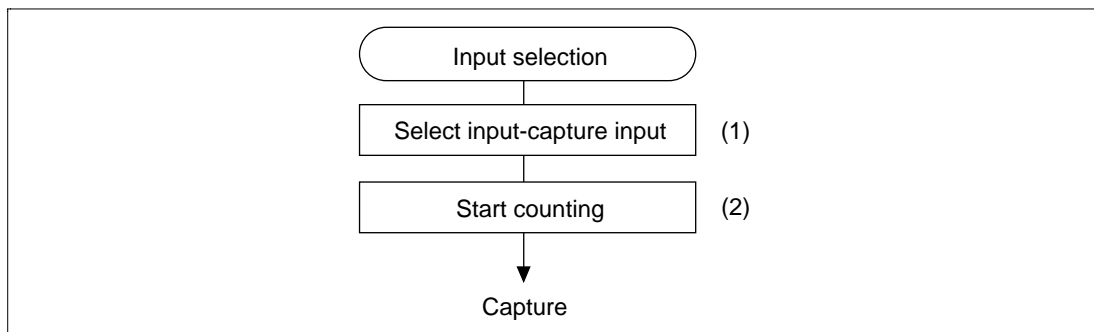 Input selection
Select input-capture input (1)
Start counting (2)
Capture